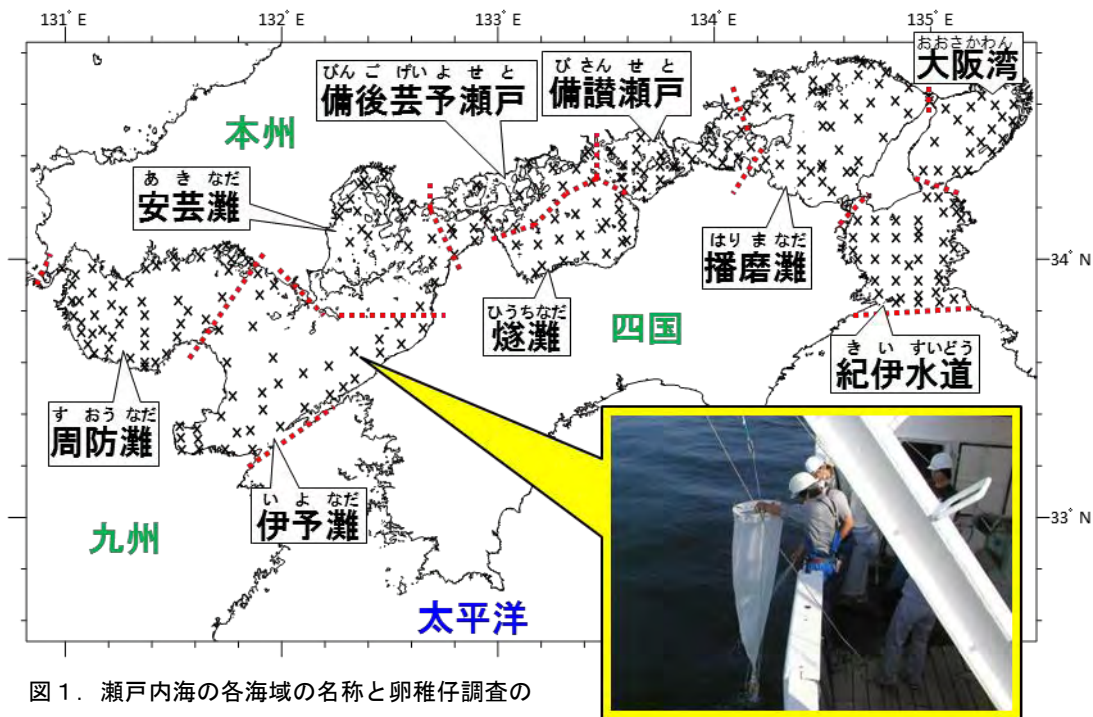 131° E
132° E
133° E
134° E
135° E
おおさかわん
大阪湾
びんごげいよせと
備後芸予瀬戸
びさんせと
備讃瀬戸
本州
あきなだ
安芸灘
はりまなだ
播磨灘
34° N
ひうちなだ
燧灘
四国
きいすいどう
紀伊水道
すおうなだ
周防灘
いよなだ
伊予灘
33° N
九州
太平洋
図1．瀬戸内海の各海域の名称と卵稚仔調査の